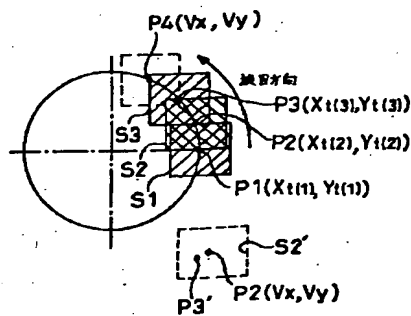 P4(Vx,Vy)
P3(Xt(3),Yt(3))
P2(Xt(2),Yt(2))
S3
S2
S1
P1(Xt(1),Yt(1))
S2'
P3'
P2(Vx,Vy)